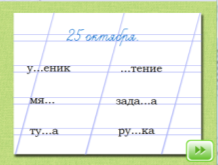 25 октября.
у...еник ...тение
мя... зада...а
ту...а ру...ка